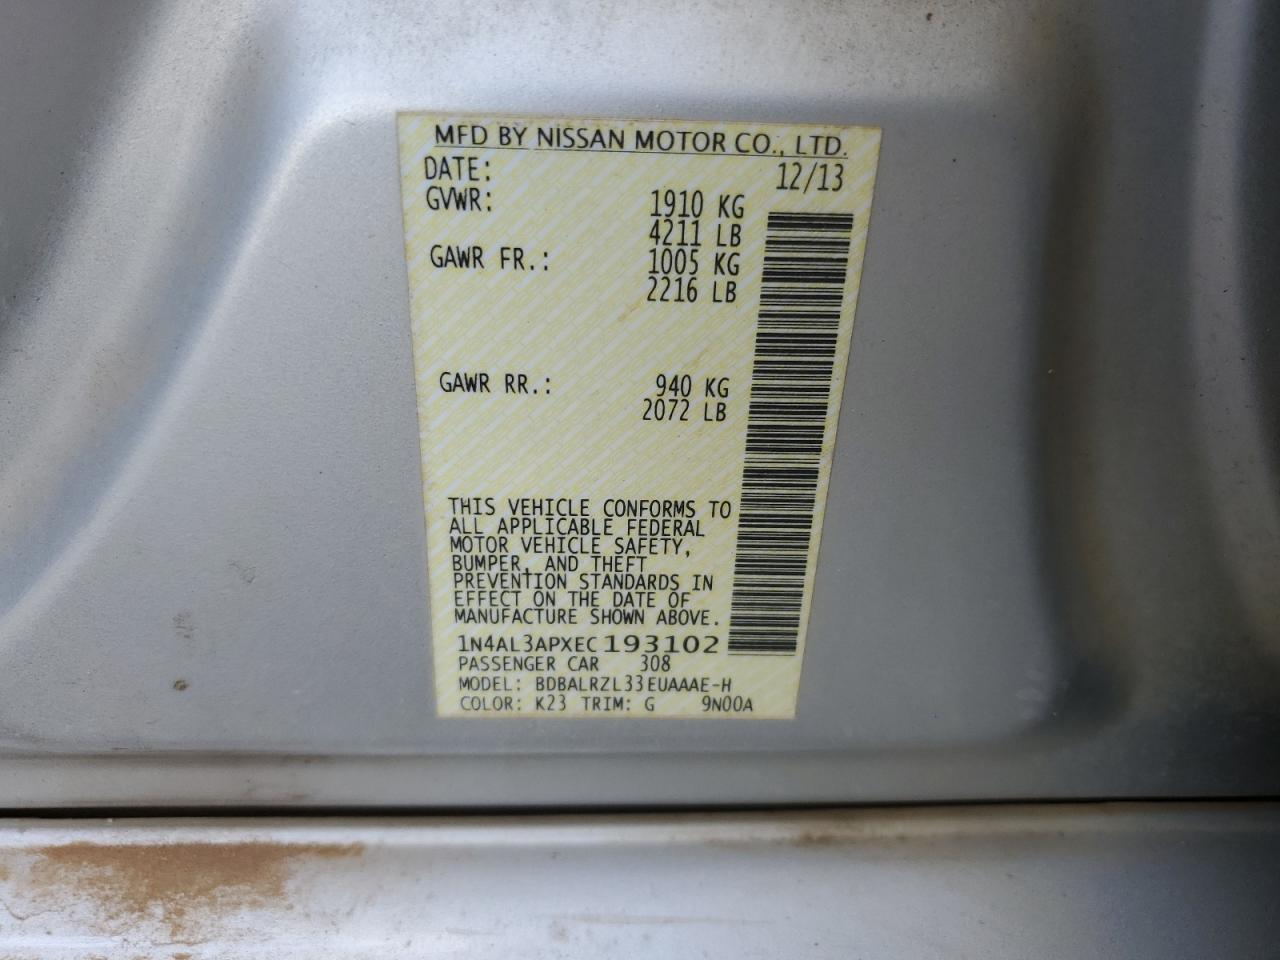 MFD BY NISSAN MOTOR CO., LTD.
DATE: 12/13
GVWR: 1910 KG
4211 LB
GAWR FR.: 1005 KG
2216 LB
GAWR RR.: 940 KG
2072 LB
THIS VEHICLE CONFORMS TO
ALL APPLICABLE FEDERAL
MOTOR VEHICLE SAFETY,
BUMPER, AND THEFT
PREVENTION STANDARDS IN
EFFECT ON THE DATE OF
MANUFACTURE SHOWN ABOVE.
1N4AL3APXEC193102
PASSENGER CAR 308
MODEL: BDBALRZL33EUAAAE-H
COLOR: K23 TRIM: G 9N00A